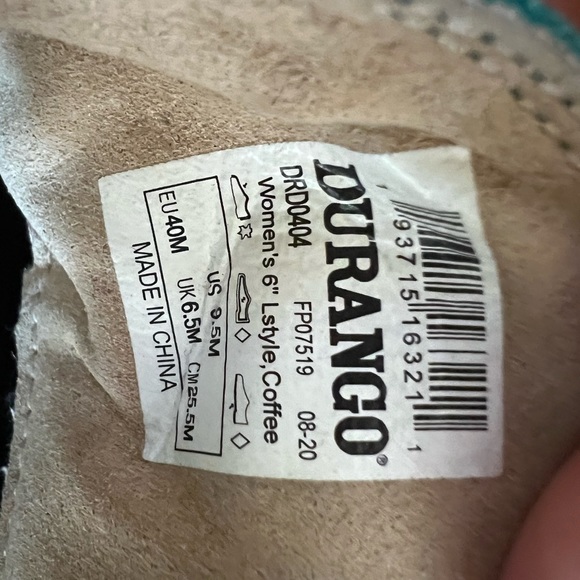 1 93715 16321 1
DURANGO®
DRD0404 FP07519 08-20
Women's 6" Lstyle,Coffee
US 9.5M
EU 40M UK 6.5M CM 25.5M
MADE IN CHINA